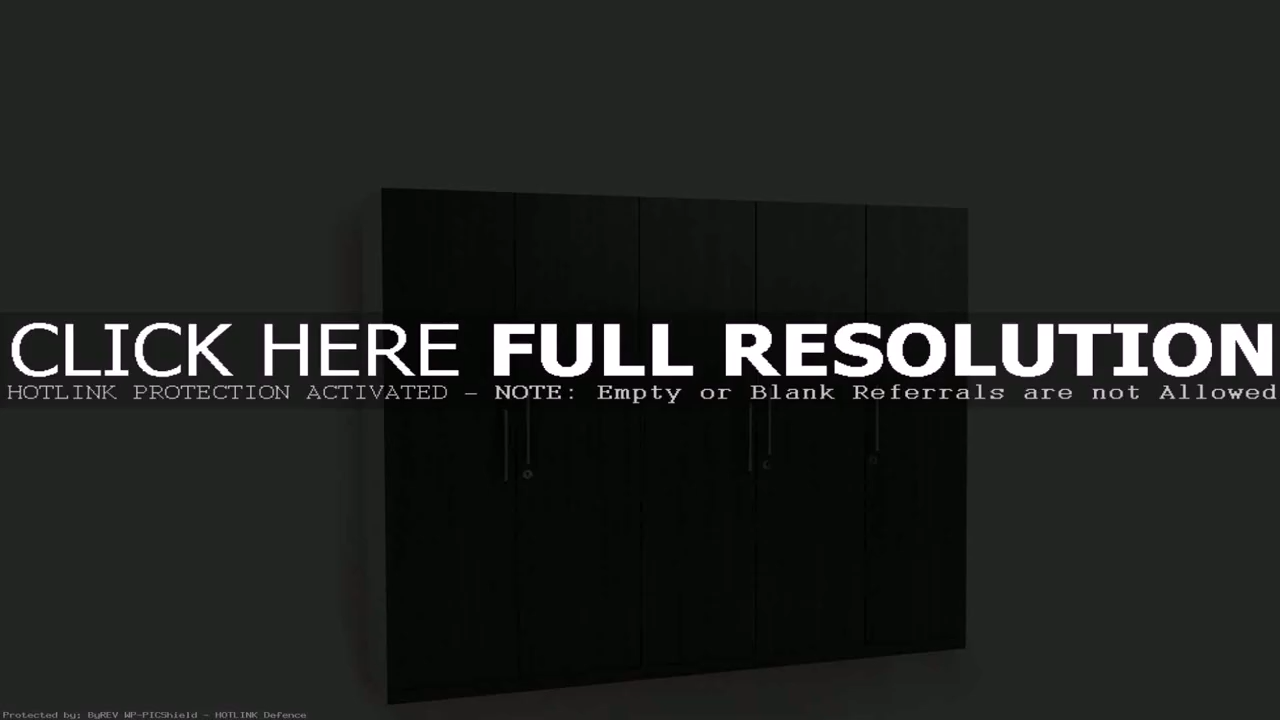 CLICK HERE FULL RESOLUTION
HOTLINK PROTECTION ACTIVATED – NOTE: Empty or Blank Referrals are not Allowed
Protected by: ByREV WP-PICShield – HOTLINK Defence